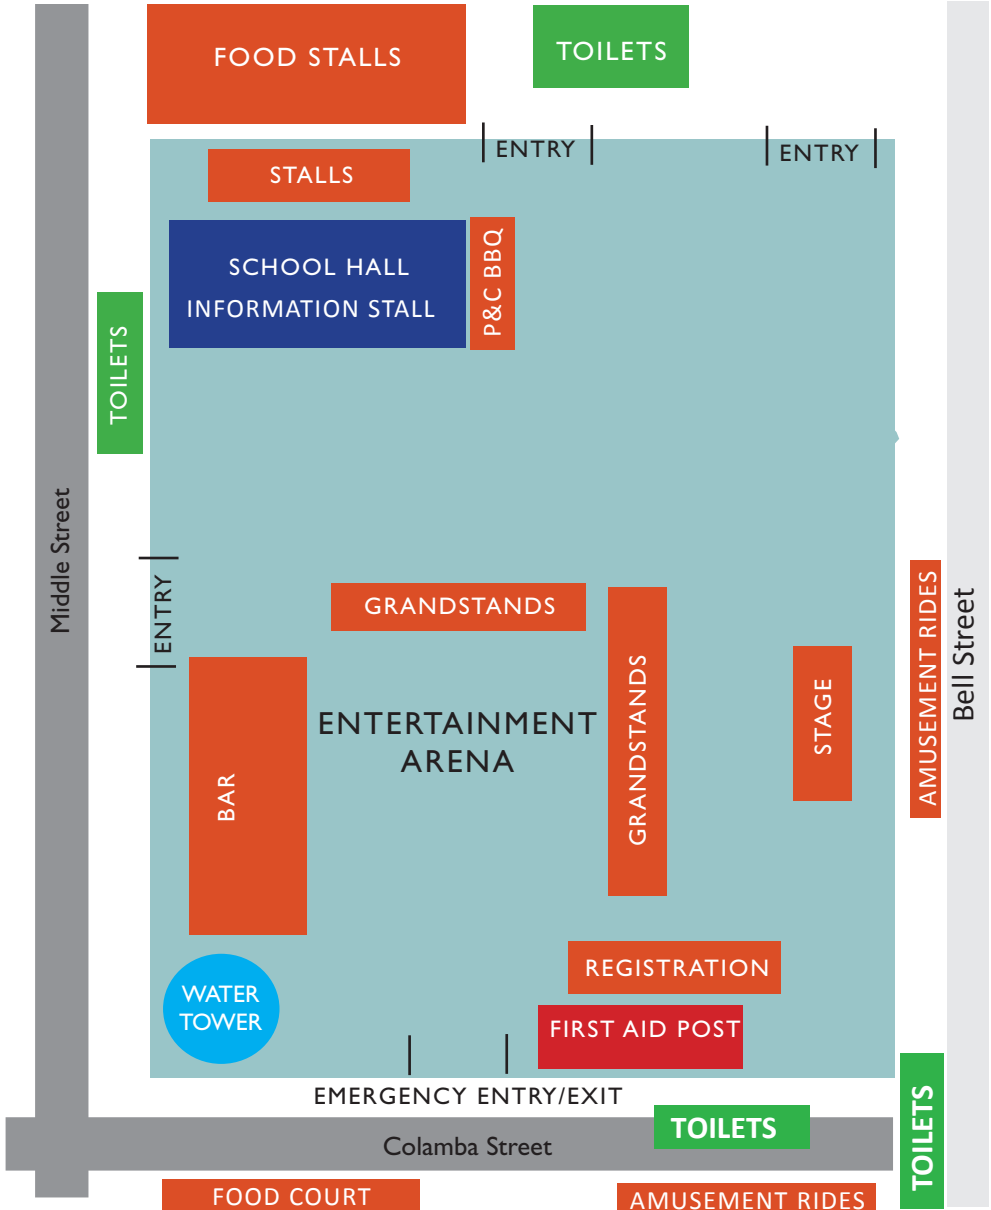 FOOD STALLS
TOILETS
ENTRY
ENTRY
STALLS
SCHOOL HALL
INFORMATION STALL
P&C BBQ
TOILETS
Middle Street
ENTRY
GRANDSTANDS
GRANDSTANDS
STAGE
AMUSEMENT RIDES
Bell Street
ENTERTAINMENT
ARENA
BAR
REGISTRATION
WATER
TOWER
FIRST AID POST
EMERGENCY ENTRY/EXIT
TOILETS
TOILETS
Colamba Street
FOOD COURT
AMUSEMENT RIDES